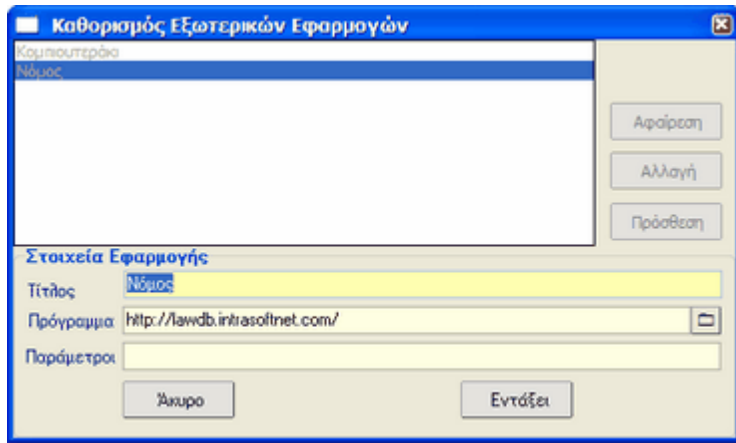 Καθορισμός Εξωτερικών Εφαρμογών
Κομπιουτεράκι
Νόμος
Αφαίρεση
Αλλαγή
Πρόσθεση
Στοιχεία Εφαρμογής
Τίτλος Νόμος
Πρόγραμμα http://lawdb.intrasoftnet.com/
Παράμετροι
Άκυρο Εντάξει